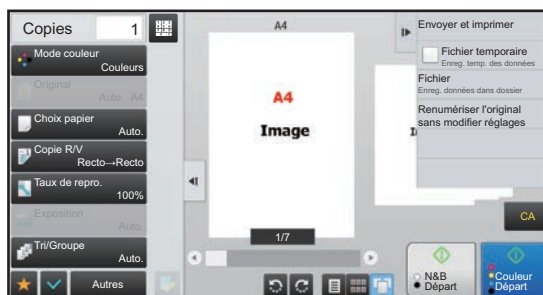 Copies 1
Mode couleur
Couleurs
Original
Auto. A4
Choix papier
Auto.
Copie R/V
Recto→Recto
Taux de repro.
100%
Exposition
Auto.
Tri/Groupe
Auto.
Autres
A4
A4
Image
1/7
Envoyer et imprimer
Fichier temporaire
Enreg. temp. des données
Fichier
Enreg. données dans dossier
Renumériser l'original
sans modifier réglages
CA
N&B
Départ
Couleur
Départ